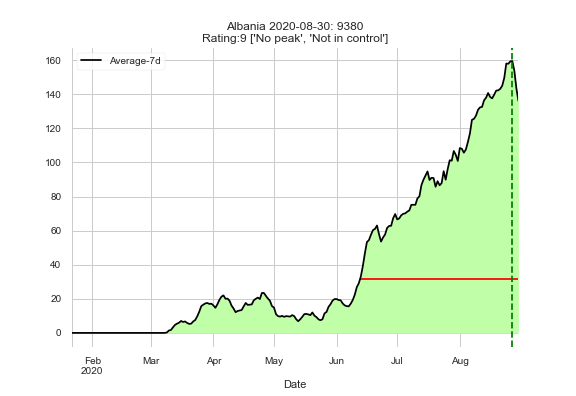 Albania 2020-08-30: 9380
Rating:9 ['No peak', 'Not in control']
Average-7d
160
140
120
100
80
60
40
20
0
Feb
2020
Mar
Apr
May
Jun
Jul
Aug
Date